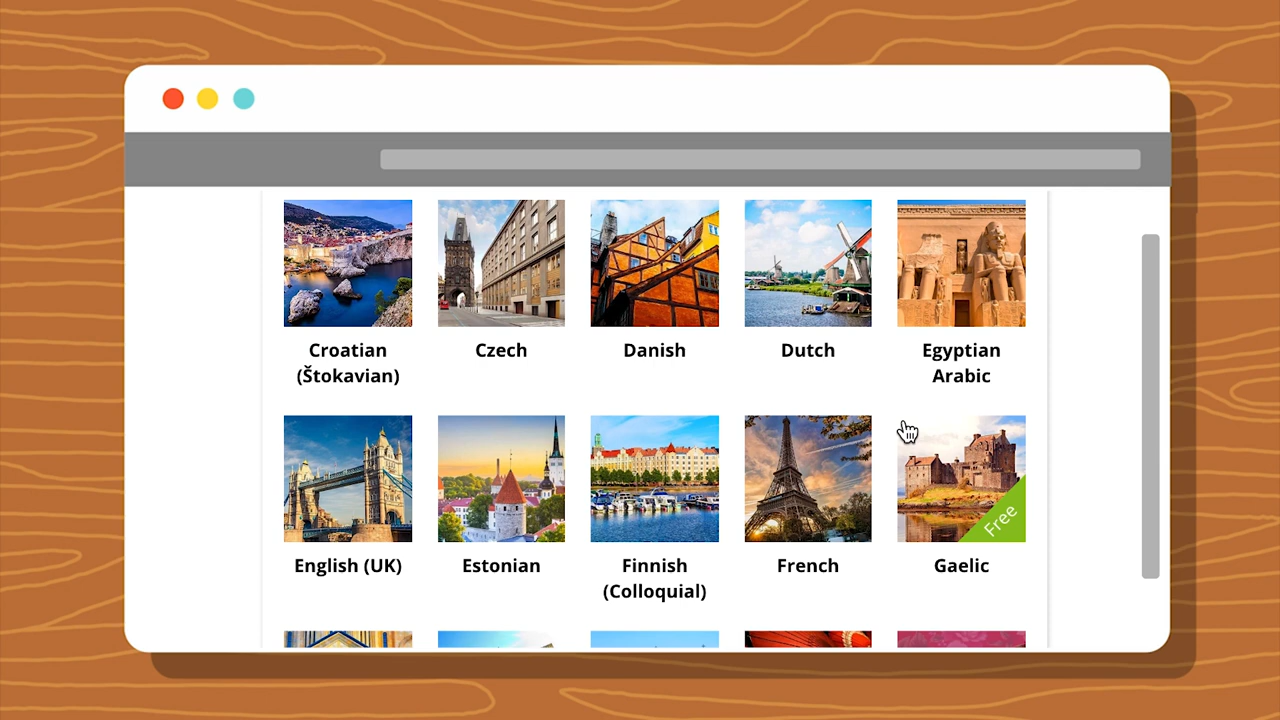 Croatian
(Štokavian)
Czech
Danish
Dutch
Egyptian
Arabic
English (UK)
Estonian
Finnish
(Colloquial)
French
Free
Gaelic